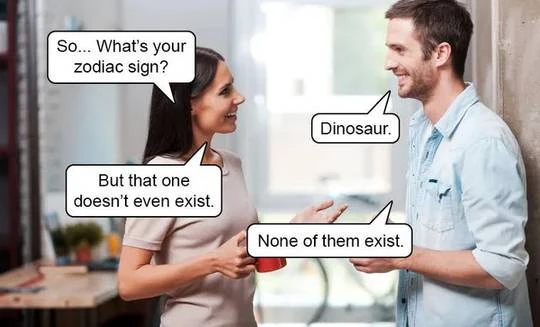 So... What's your
zodiac sign?
Dinosaur.
But that one
doesn't even exist.
None of them exist.